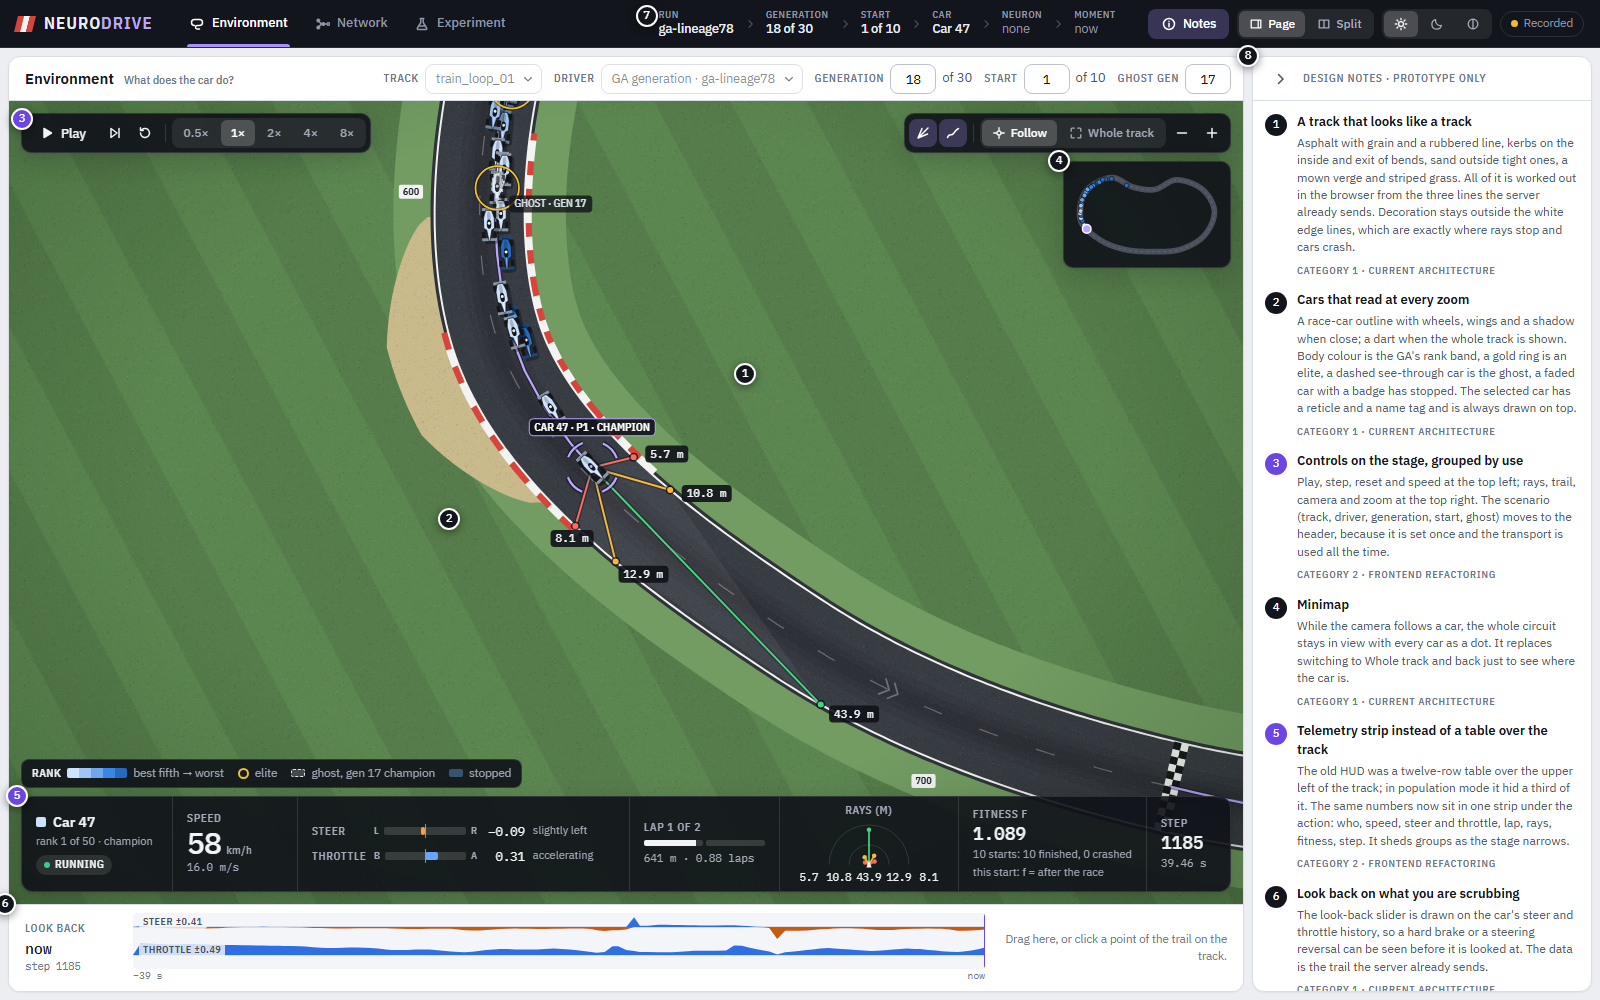 NEURODRIVE
Environment
Network
Experiment
7
RUN
ga-lineage78
GENERATION
18 of 30
START
1 of 10
CAR
Car 47
NEURON
none
MOMENT
now
Notes
Page
Split
Recorded
8
Environment
What does the car do?
TRACK
train_loop_01
DRIVER
GA generation · ga-lineage78
GENERATION
18
of 30
START
1
of 10
GHOST GEN
17
3
Play
0.5×
1×
2×
4×
8×
Follow
Whole track
4
600
GHOST · GEN 17
1
CAR 47 · P1 · CHAMPION
5.7 m
10.8 m
2
8.1 m
12.9 m
43.9 m
700
RANK
best fifth → worst
elite
ghost, gen 17 champion
stopped
5
Car 47
rank 1 of 50 · champion
RUNNING
SPEED
58 km/h
16.0 m/s
STEER
L
R
−0.09
slightly left
THROTTLE
B
A
0.31
accelerating
LAP 1 OF 2
641 m · 0.88 laps
RAYS (M)
5.7 10.8 43.9 12.9 8.1
FITNESS F
1.089
10 starts: 10 finished, 0 crashed
this start: f = after the race
STEP
1185
39.46 s
6
LOOK BACK
now
step 1185
STEER ±0.41
THROTTLE ±0.49
−39 s
now
Drag here, or click a point of the trail on the
track.
DESIGN NOTES · PROTOTYPE ONLY
1
A track that looks like a track
Asphalt with grain and a rubbered line, kerbs on the
inside and exit of bends, sand outside tight ones, a
mown verge and striped grass. All of it is worked out
in the browser from the three lines the server
already sends. Decoration stays outside the white
edge lines, which are exactly where rays stop and
cars crash.
CATEGORY 1 · CURRENT ARCHITECTURE
2
Cars that read at every zoom
A race-car outline with wheels, wings and a shadow
when close; a dart when the whole track is shown.
Body colour is the GA's rank band, a gold ring is an
elite, a dashed see-through car is the ghost, a faded
car with a badge has stopped. The selected car has
a reticle and a name tag and is always drawn on top.
CATEGORY 1 · CURRENT ARCHITECTURE
3
Controls on the stage, grouped by use
Play, step, reset and speed at the top left; rays, trail,
camera and zoom at the top right. The scenario
(track, driver, generation, start, ghost) moves to the
header, because it is set once and the transport is
used all the time.
CATEGORY 2 · FRONTEND REFACTORING
4
Minimap
While the camera follows a car, the whole circuit
stays in view with every car as a dot. It replaces
switching to Whole track and back just to see where
the car is.
CATEGORY 1 · CURRENT ARCHITECTURE
5
Telemetry strip instead of a table over the
track
The old HUD was a twelve-row table over the upper
left of the track; in population mode it hid a third of
it. The same numbers now sit in one strip under the
action: who, speed, steer and throttle, lap, rays,
fitness, step. It sheds groups as the stage narrows.
CATEGORY 2 · FRONTEND REFACTORING
6
Look back on what you are scrubbing
The look-back slider is drawn on the car's steer and
throttle history, so a hard brake or a steering
reversal can be seen before it is looked at. The data
is the trail the server already sends.
CATEGORY 1 · CURRENT ARCHITECTURE